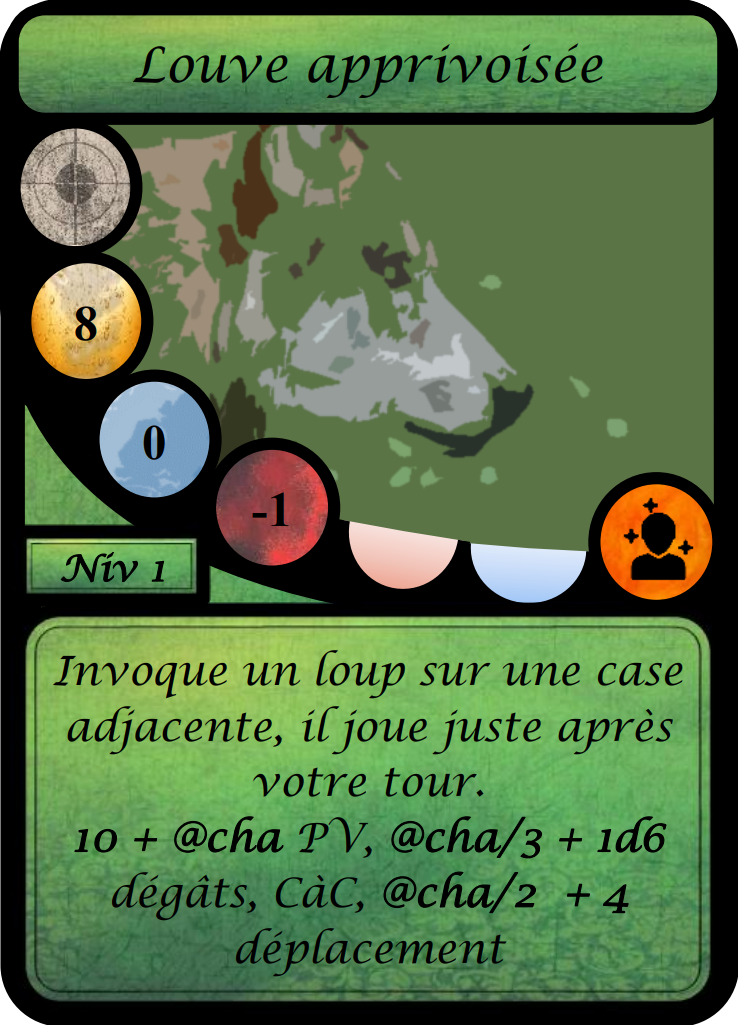 Louve apprivoisée
8
0
-1
Niv 1
Invoque un loup sur une case
adjacente, il joue juste après
votre tour.
10 + @cha PV, @cha/3 + 1d6
dégâts, CàC, @cha/2 + 4
déplacement